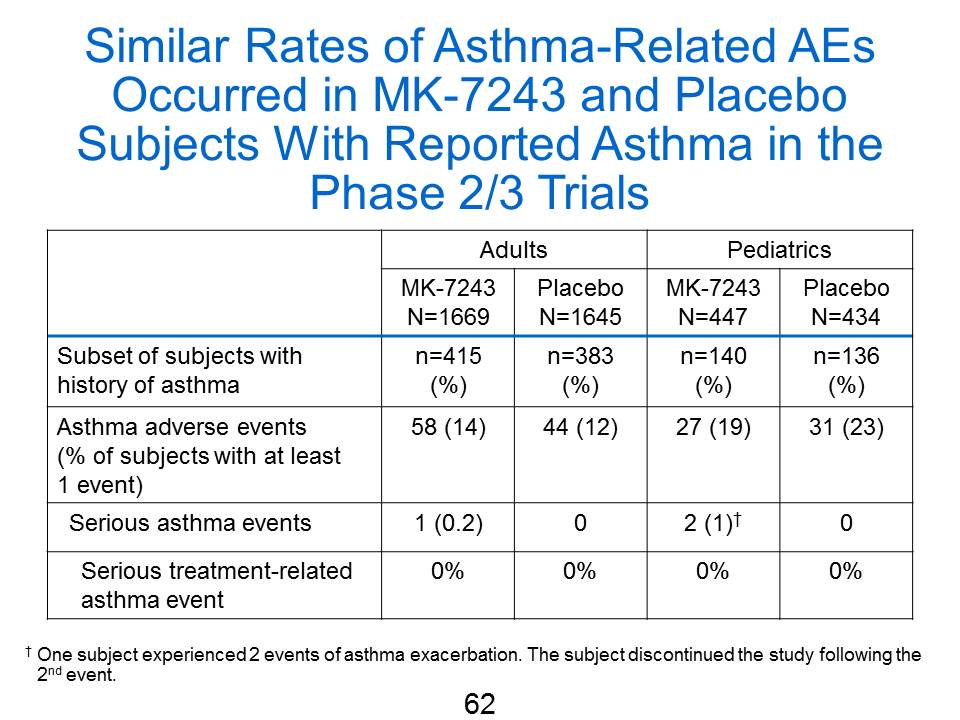 Similar Rates of Asthma-Related AEs
Occurred in MK-7243 and Placebo
Subjects With Reported Asthma in the
Phase 2/3 Trials
Adults Pediatrics
MK-7243 Placebo MK-7243 Placebo
N=1669 N=1645 N=447 N=434
Subset of subjects with n=415 n=383 n=140 n=136
history of asthma (%) (%) (%) (%)
Asthma adverse events 58 (14) 44 (12) 27 (19) 31 (23)
(% of subjects with at least
1 event)
Serious asthma events 1 (0.2) 0 2 (1)† 0
Serious treatment-related 0% 0% 0% 0%
asthma event
† One subject experienced 2 events of asthma exacerbation. The subject discontinued the study following the
2nd event.
62